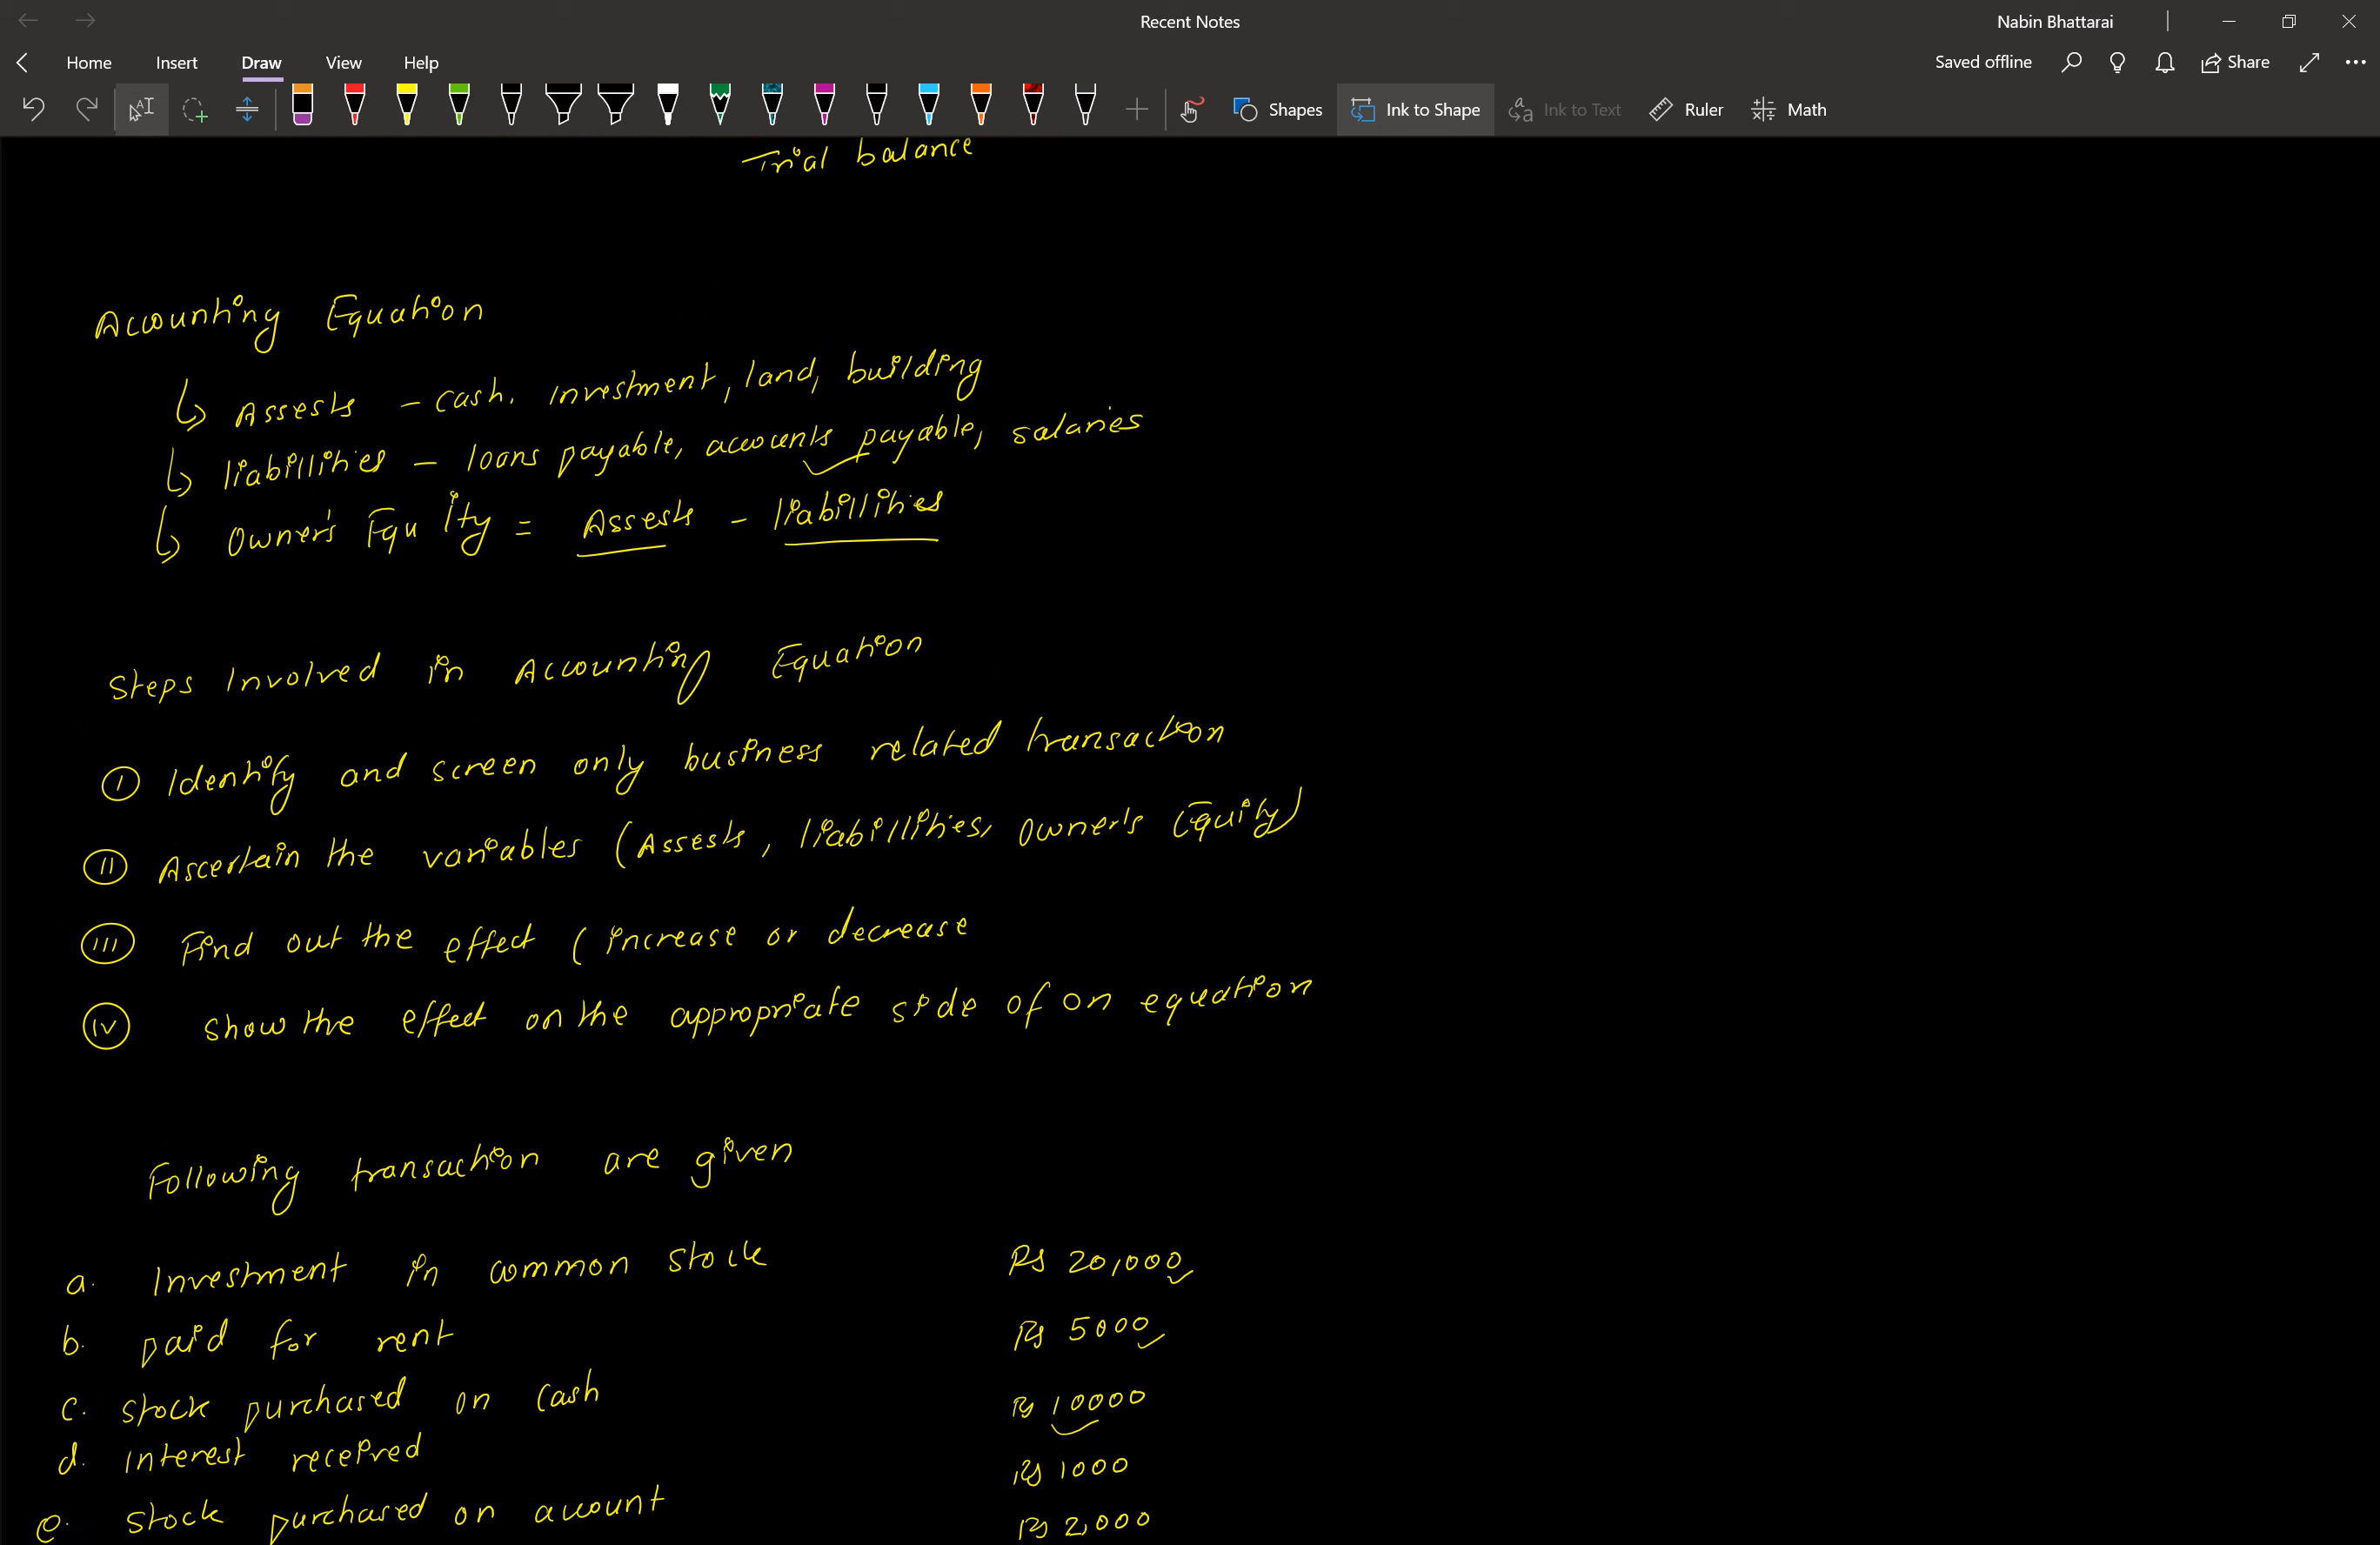 Recent Notes
Nabin Bhattarai
Home Insert Draw View Help
Saved offline
Share
Shapes
Ink to Shape
Ink to Text
Ruler
Math
Trial balance
Accounting Equation
Assests - cash, investment, land, building
liabillities - loans payable, accounts payable, salaries
Owner's Equity = Assests - liabillities
Steps Involved in Accounting Equation
I Identify and screen only business related transaction
II Ascertain the variables (Assests, liabillities, Owner's Equity)
III Find out the effect (increase or decrease
IV Show the effect on the appropriate side of on equation
Following transaction are given
a. Investment in common stock Rs 20,000
b. paid for rent Rs 5000
c. stock purchased on cash Rs 10000
d. interest received Rs 1000
e. stock purchased on account Rs 2,000